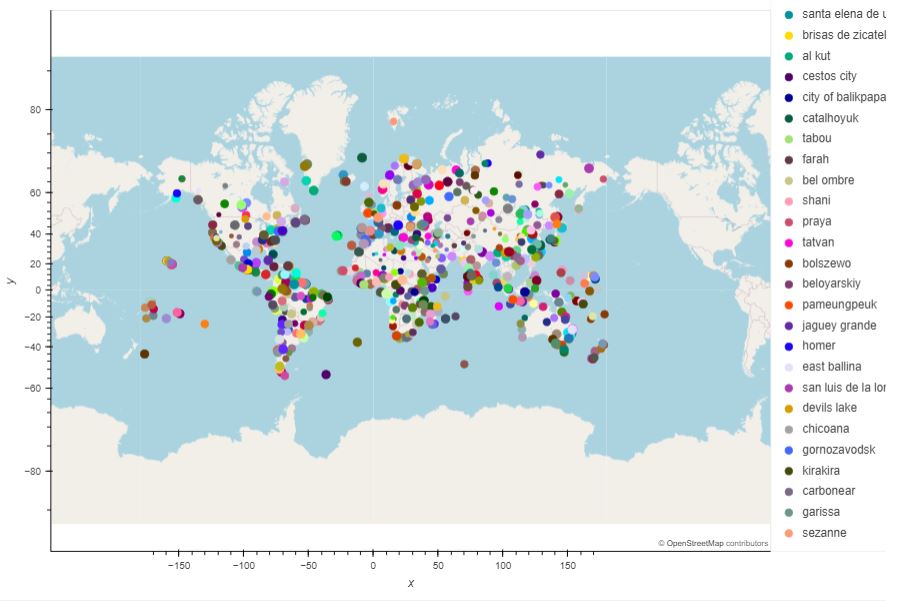 santa elena de
brisas de zicatel
al kut
cestos city
city of balikpapa
catalhoyuk
tabou
farah
bel ombre
shani
praya
tatvan
bolszewo
beloyarskiy
pameungpeuk
jaguey grande
homer
east ballina
san luis de la lor
devils lake
chicoana
gornozavodsk
kirakira
carbonear
garissa
sezanne
80
60
40
20
0
−20
−40
−60
−80
y
© OpenStreetMap contributors
−150 −100 −50 0 50 100 150
x